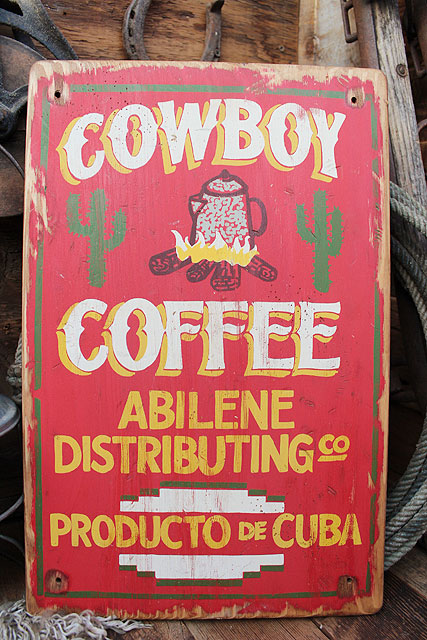 COWBOY
COFFEE
ABILENE
DISTRIBUTING CO
PRODUCTO DE CUBA